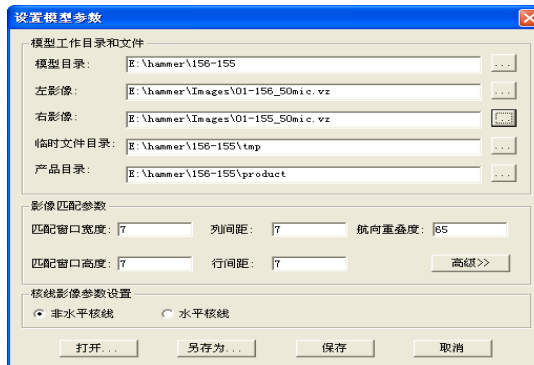 设置模型参数
模型工作目录和文件
模型目录: E:\hammer\156-155 ...
左影像: E:\hammer\Images\01-156_50mic.vz ...
右影像: E:\hammer\Images\01-155_50mic.vz ...
临时文件目录: E:\hammer\156-155\tmp ...
产品目录: E:\hammer\156-155\product ...
影像匹配参数
匹配窗口宽度: 7 列间距: 7 航向重叠度: 65
匹配窗口高度: 7 行间距: 7 高级>>
核线影像参数设置
非水平核线 水平核线
打开... 另存为... 保存 取消